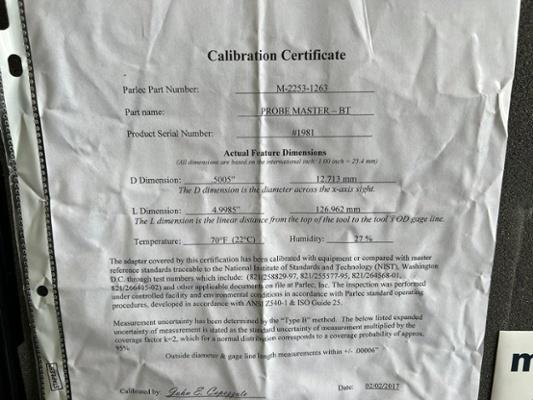 Calibration Certificate
Parlec Part Number: M-2253-1263
Part name: PROBE MASTER – BT
Product Serial Number: #1981
Actual Feature Dimensions
(All dimensions are based on the international inch: 1.00 inch = 25.4 mm)
D Dimension: .5005" 12.713 mm
The D dimension is the diameter across the x-axis sight.
L Dimension: 4.9985" 126.962 mm
The L dimension is the linear distance from the top of the tool to the tool's OD gage line.
Temperature: 70°F (22°C) Humidity: 27 %
The adapter covered by this certification has been calibrated with equipment or compared with master
reference standards traceable to the National Institute of Standards and Technology (NIST), Washington
D.C. through test numbers which include: (821/258829-97, 821/255577-95, 821/264568-01,
821/266415-02) and other applicable documents on file at Parlec, Inc. The inspection was performed
under controlled facility and environmental conditions in accordance with Parlec standard operating
procedures, developed in accordance with ANSI Z540-1 & ISO Guide 25.
Measurement uncertainty has been determined by the "Type B" method. The below listed expanded
uncertainty of measurement is stated as the standard uncertainty of measurement multiplied by the
coverage factor k=2, which for a normal distribution corresponds to a coverage probability of approx.
95%.
Outside diameter & gage line length measurements within +/- .00006"
Calibrated by: John E. Date: 02/02/2017
m